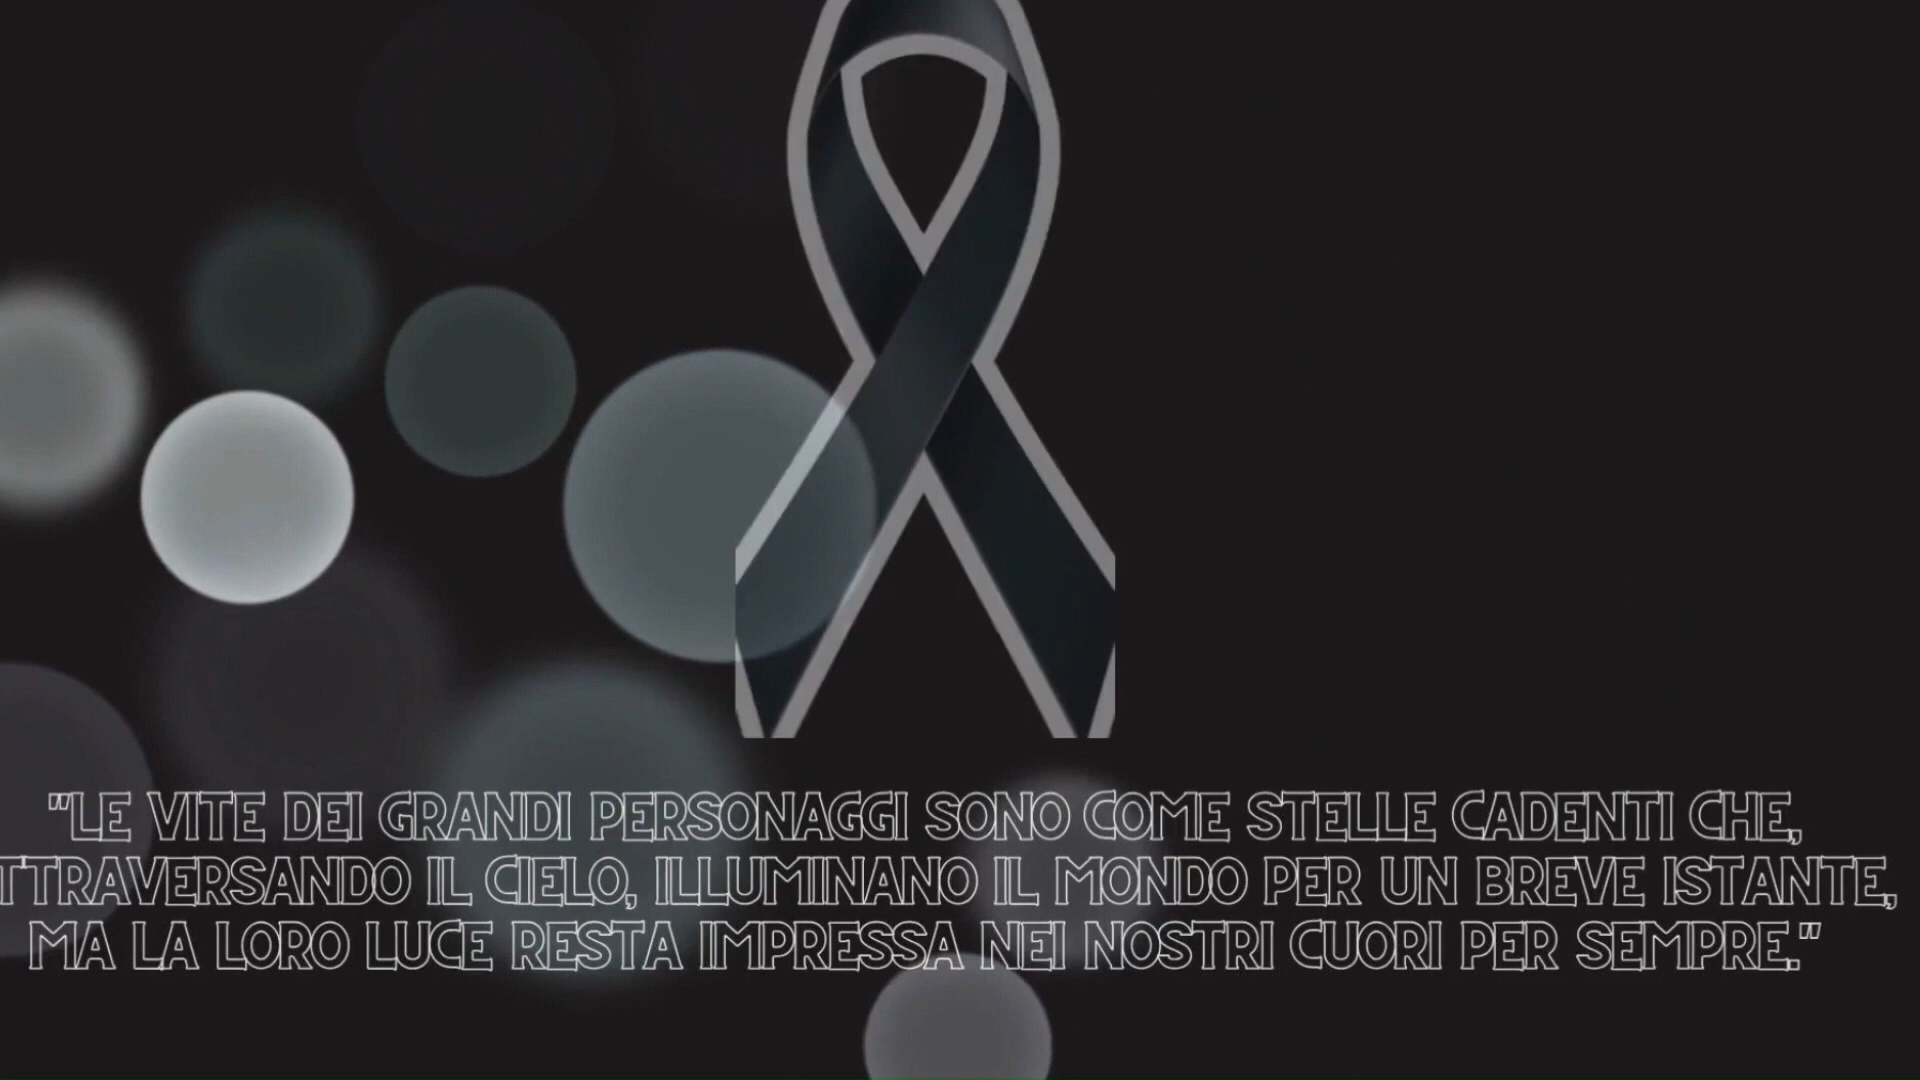 "LE VITE DEI GRANDI PERSONAGGI SONO COME STELLE CADENTI CHE,
TTRAVERSANDO IL CIELO, ILLUMINANO IL MONDO PER UN BREVE ISTANTE,
MA LA LORO LUCE RESTA IMPRESSA NEI NOSTRI CUORI PER SEMPRE."